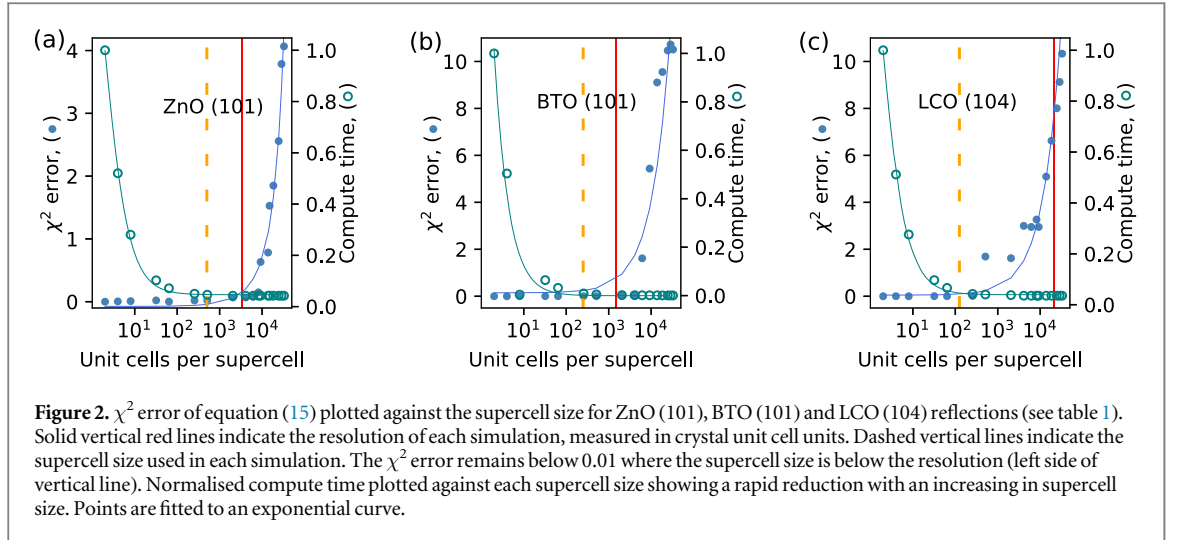 (a)
4
3
2
1
0
χ² error, (•)
ZnO (101)
1.0
0.8
0.6
0.4
0.2
0.0
Compute time, (○)
10¹ 10² 10³ 10⁴
Unit cells per supercell
(b)
10
8
6
4
2
0
χ² error, (•)
BTO (101)
1.0
0.8
0.6
0.4
0.2
0.0
Compute time, (○)
10¹ 10² 10³ 10⁴
Unit cells per supercell
(c)
10
8
6
4
2
0
χ² error, (•)
LCO (104)
1.0
0.8
0.6
0.4
0.2
0.0
Compute time, (○)
10¹ 10² 10³ 10⁴
Unit cells per supercell
Figure 2. χ² error of equation (15) plotted against the supercell size for ZnO (101), BTO (101) and LCO (104) reflections (see table 1).
Solid vertical red lines indicate the resolution of each simulation, measured in crystal unit cell units. Dashed vertical lines indicate the
supercell size used in each simulation. The χ² error remains below 0.01 where the supercell size is below the resolution (left side of
vertical line). Normalised compute time plotted against each supercell size showing a rapid reduction with an increasing in supercell
size. Points are fitted to an exponential curve.